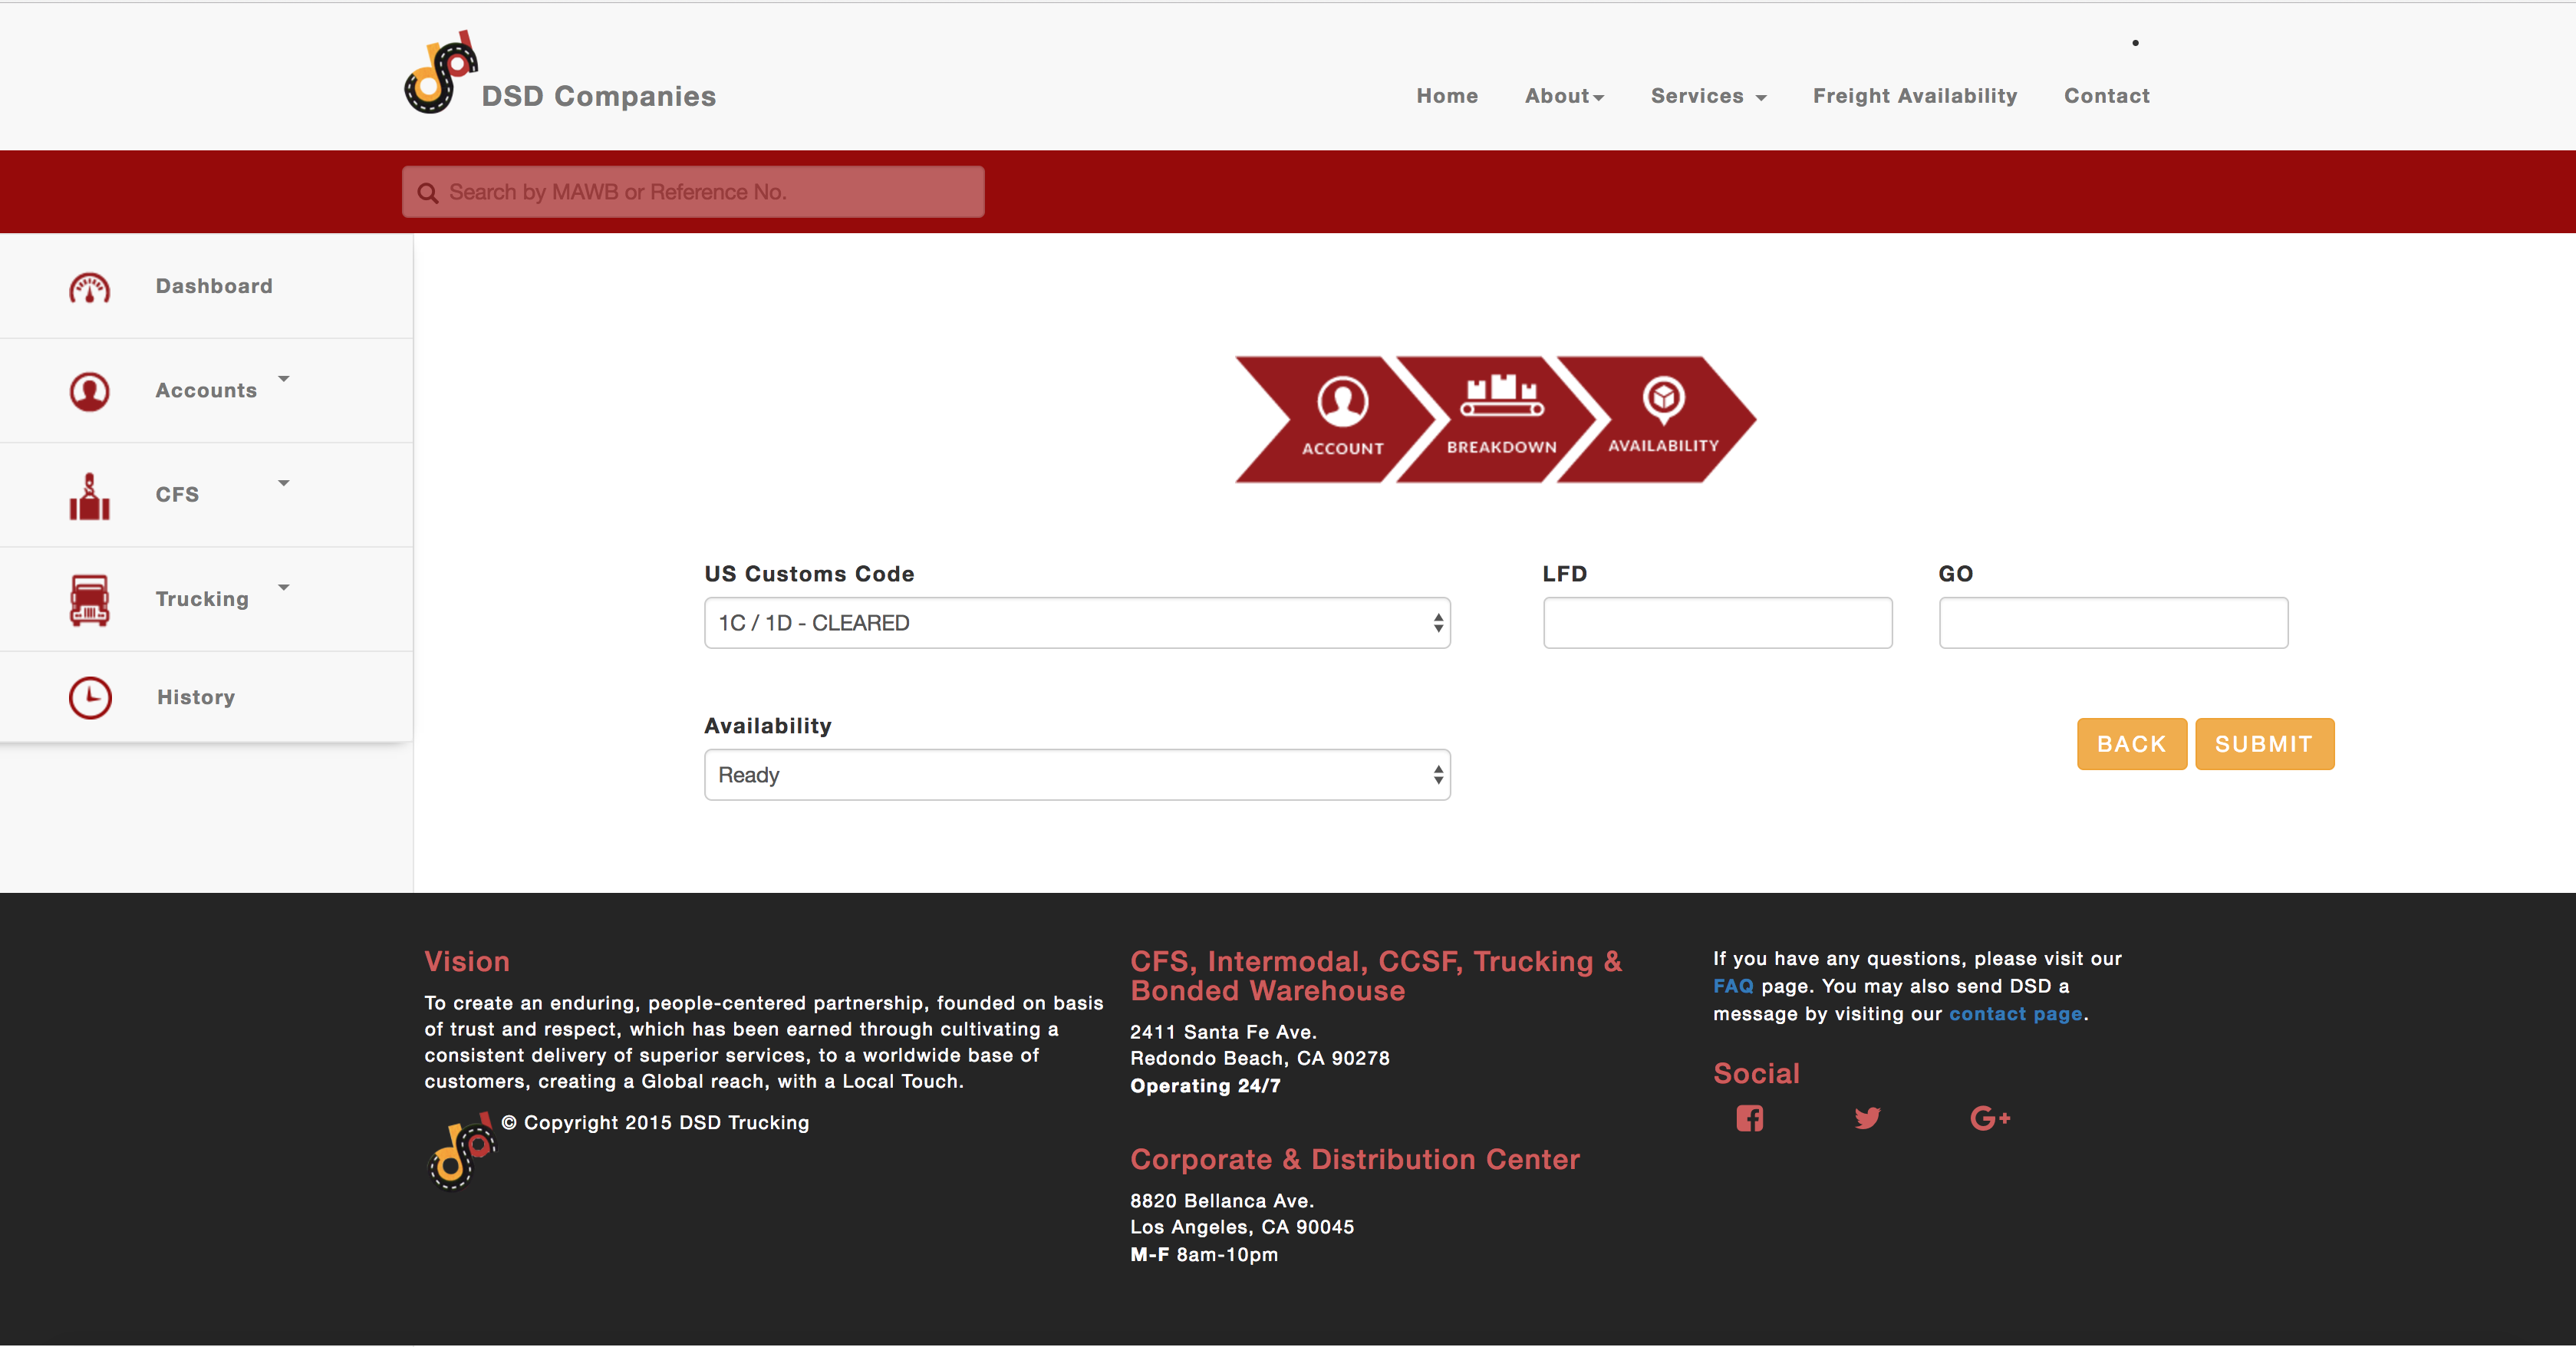 DSD Companies
Home About Services Freight Availability Contact
Search by MAWB or Reference No.
Dashboard
Accounts
CFS
Trucking
History
ACCOUNT BREAKDOWN AVAILABILITY
US Customs Code LFD GO
1C / 1D - CLEARED
Availability
Ready
BACK SUBMIT
Vision
To create an enduring, people-centered partnership, founded on basis
of trust and respect, which has been earned through cultivating a
consistent delivery of superior services, to a worldwide base of
customers, creating a Global reach, with a Local Touch.
© Copyright 2015 DSD Trucking
CFS, Intermodal, CCSF, Trucking &
Bonded Warehouse
2411 Santa Fe Ave.
Redondo Beach, CA 90278
Operating 24/7
Corporate & Distribution Center
8820 Bellanca Ave.
Los Angeles, CA 90045
M-F 8am-10pm
If you have any questions, please visit our
FAQ page. You may also send DSD a
message by visiting our contact page.
Social